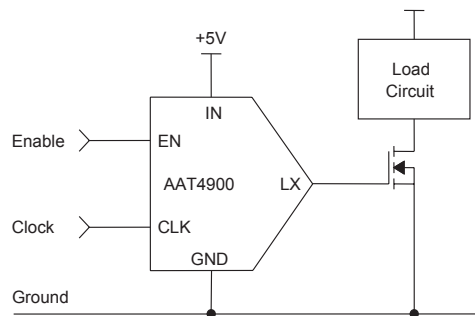 +5V
Load
Circuit
IN
Enable
EN
AAT4900
LX
Clock
CLK
GND
Ground